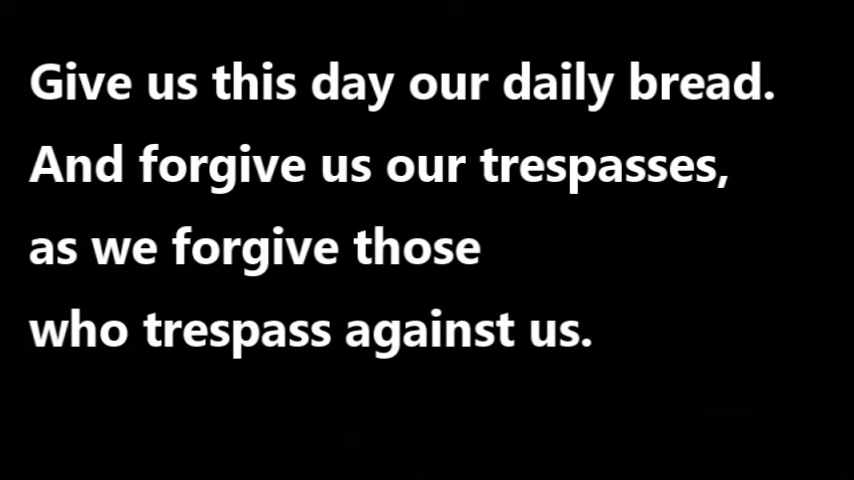 Give us this day our daily bread.
And forgive us our trespasses,
as we forgive those
who trespass against us.